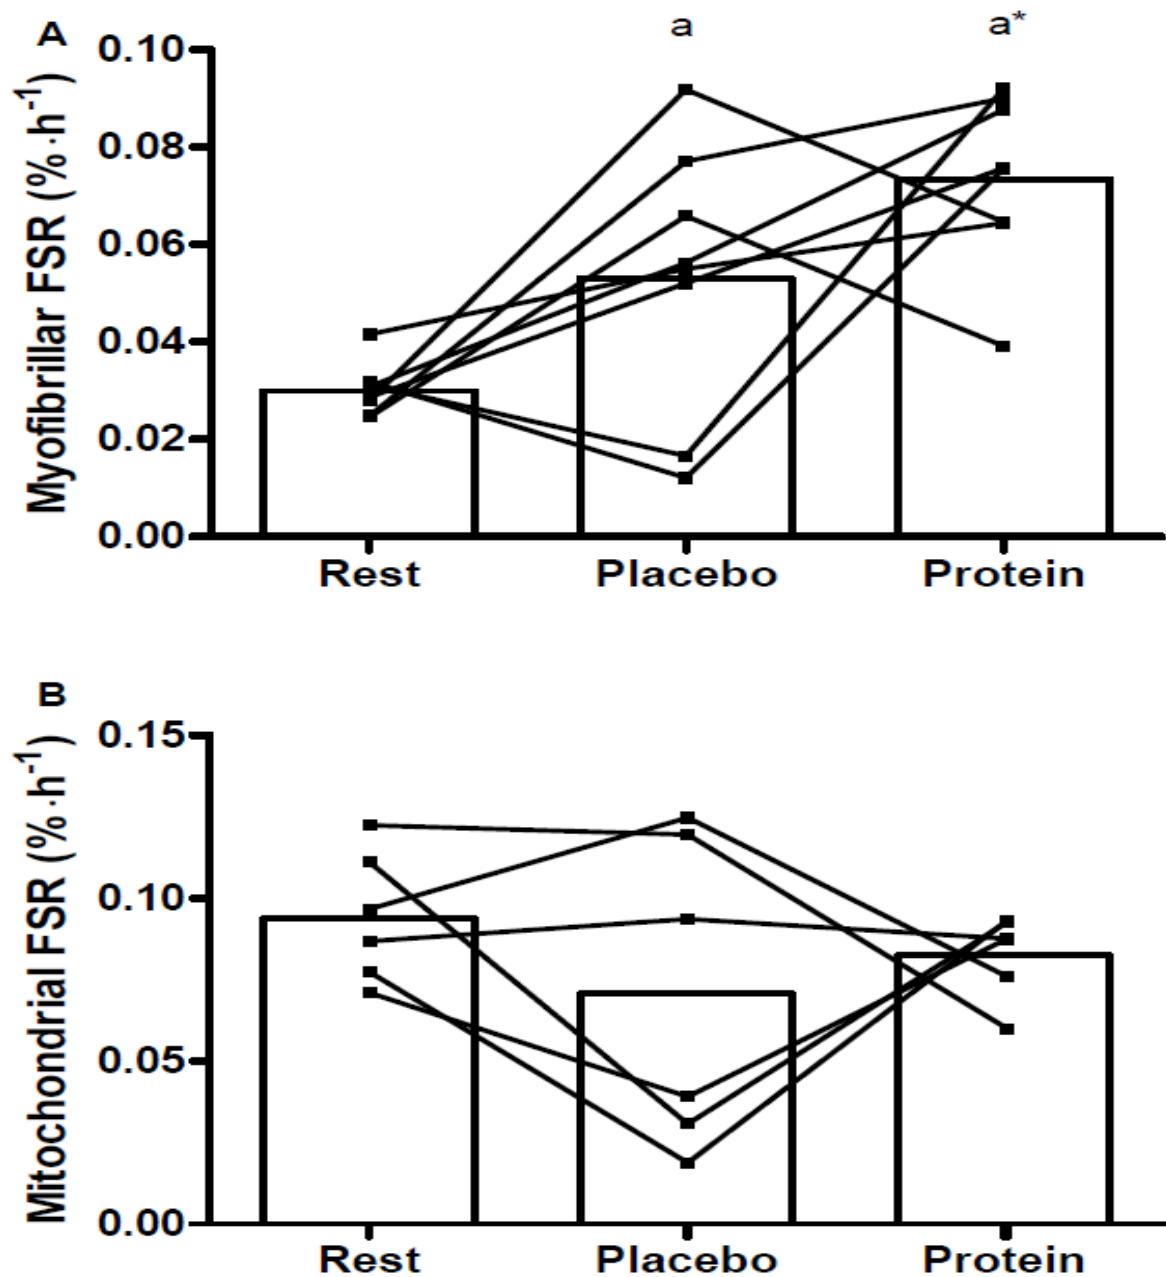 A
a a*
Myofibrillar FSR (%·h⁻¹)
0.10
0.08
0.06
0.04
0.02
0.00
Rest Placebo Protein
B
Mitochondrial FSR (%·h⁻¹)
0.15
0.10
0.05
0.00
Rest Placebo Protein